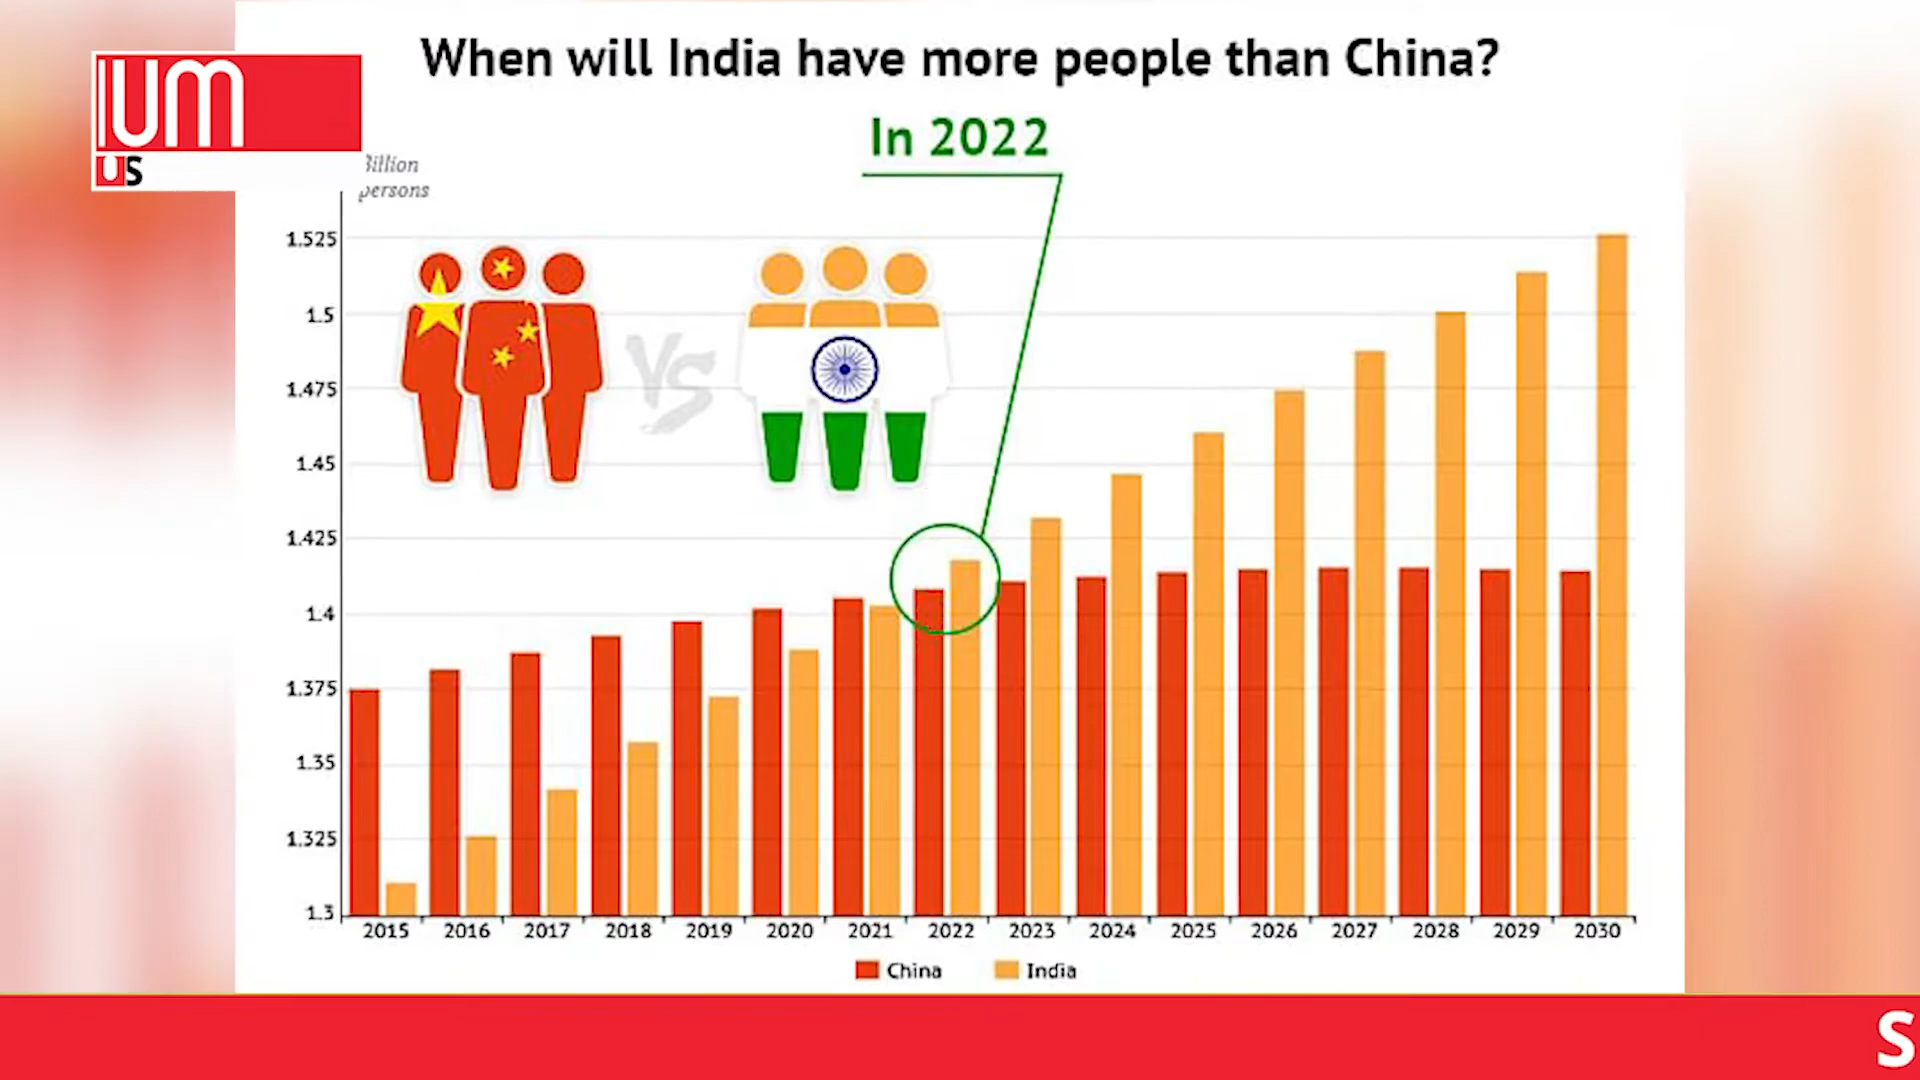 When will India have more people than China?
In 2022
UM
US
Billion
persons
VS
1.525
1.5
1.475
1.45
1.425
1.4
1.375
1.35
1.325
1.3
2015 2016 2017 2018 2019 2020 2021 2022 2023 2024 2025 2026 2027 2028 2029 2030
China India
S